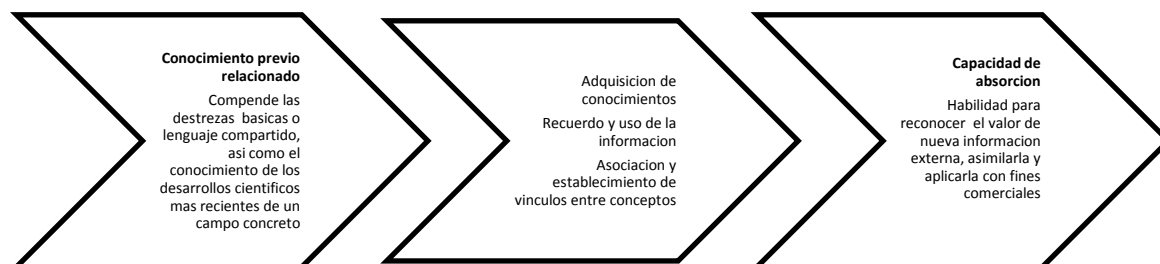 Conocimiento previo
relacionado
Compende las
destrezas basicas o
lenguaje compartido,
asi como el
conocimiento de los
desarrollos cientificos
mas recientes de un
campo concreto
Adquisicion de
conocimientos
Recuerdo y uso de la
informacion
Asociacion y
establecimiento de
vinculos entre conceptos
Capacidad de
absorcion
Habilidad para
reconocer el valor de
nueva informacion
externa, asimilarla y
aplicarla con fines
comerciales